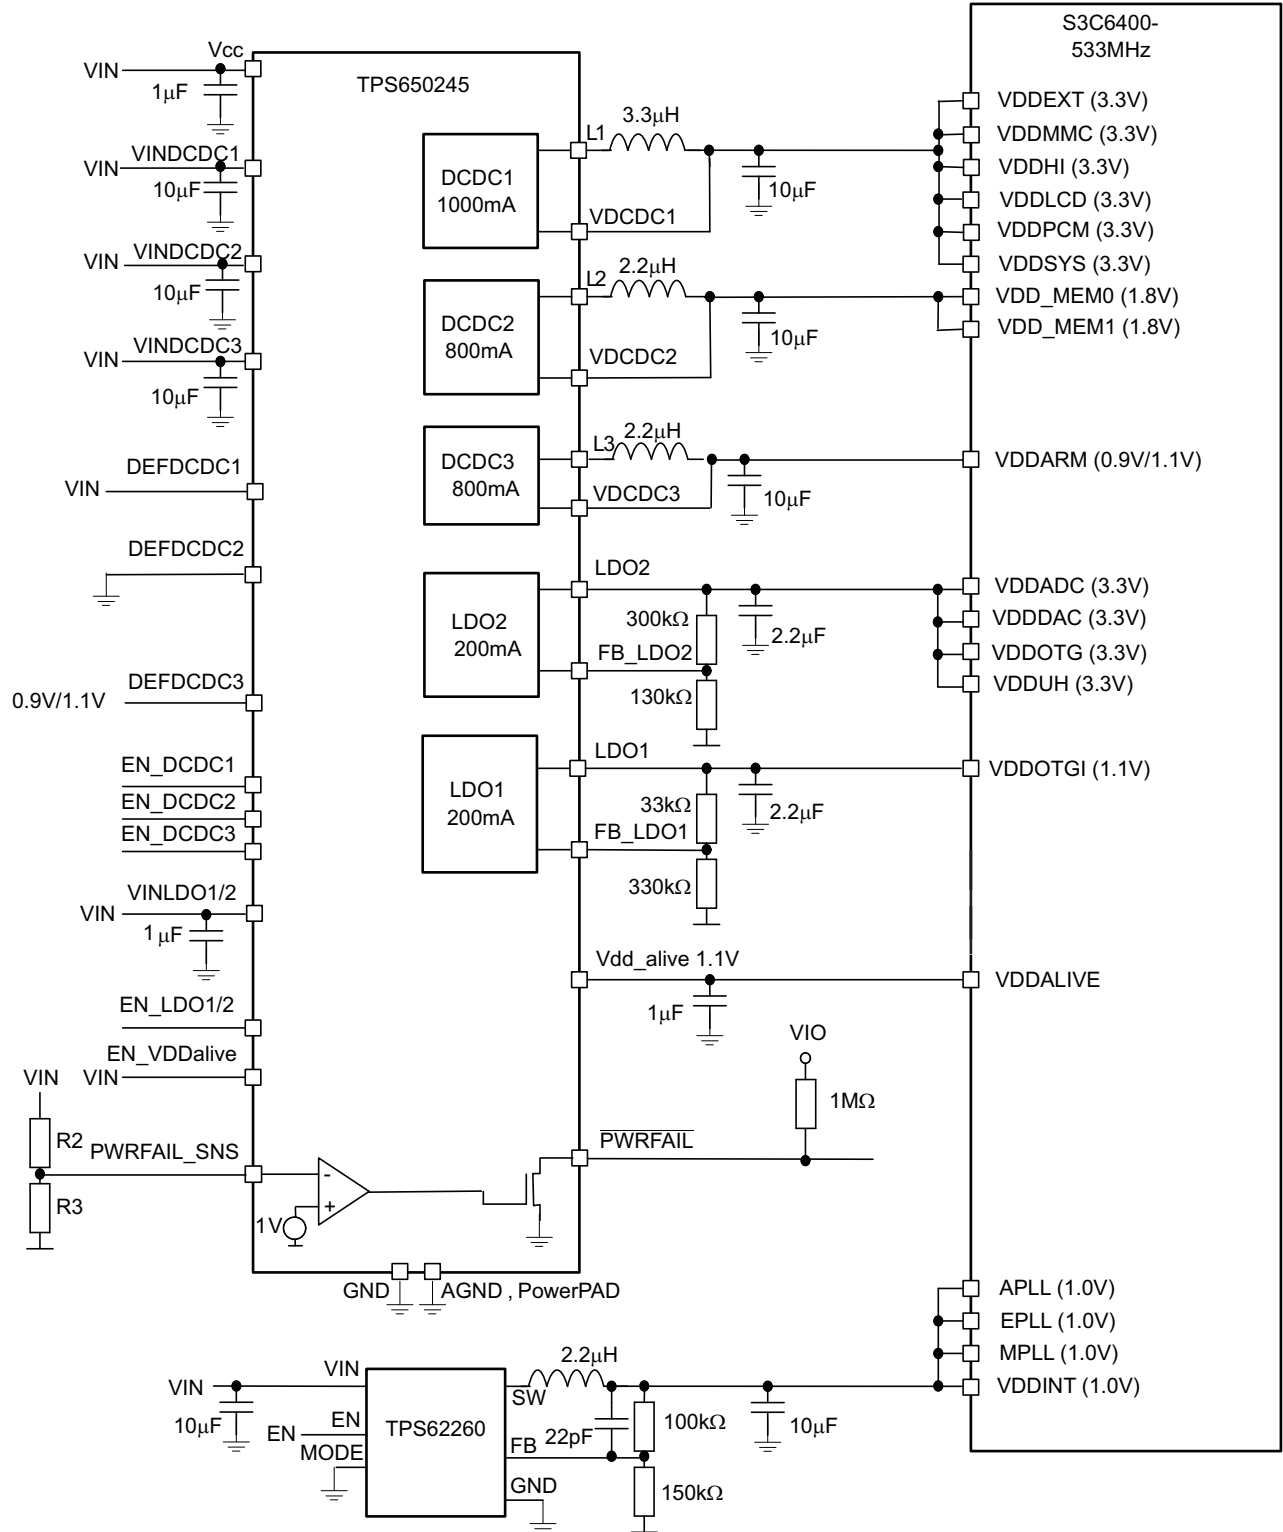 S3C6400-
533MHz
Vcc
VIN
1μF
TPS650245
VDDEXT (3.3V)
3.3μH
L1
VDDMMC (3.3V)
VINDCDC1
VIN
10μF
DCDC1
1000mA
10μF
VDDHI (3.3V)
VDDLCD (3.3V)
VDCDC1
VDDPCM (3.3V)
VINDCDC2
VIN
10μF
VDDSYS (3.3V)
2.2μH
L2
VDD_MEM0 (1.8V)
DCDC2
800mA
10μF
VDD_MEM1 (1.8V)
VINDCDC3
VIN
10μF
VDCDC2
2.2μH
L3
DCDC3
800mA
VDDARM (0.9V/1.1V)
DEFDCDC1
VIN
VDCDC3
10μF
DEFDCDC2
LDO2
VDDADC (3.3V)
LDO2
200mA
300kΩ
2.2μF
VDDDAC (3.3V)
FB_LDO2
VDDOTG (3.3V)
VDDUH (3.3V)
DEFDCDC3
0.9V/1.1V
130kΩ
LDO1
VDDOTGI (1.1V)
EN_DCDC1
EN_DCDC2
EN_DCDC3
LDO1
200mA
33kΩ
2.2μF
FB_LDO1
330kΩ
VINLDO1/2
VIN
1μF
Vdd_alive 1.1V
VDDALIVE
1μF
EN_LDO1/2
VIO
EN_VDDalive
VIN
VIN
1MΩ
R2
PWRFAIL_SNS
PWRFAIL
R3
-
+
1V
GND
AGND , PowerPAD
APLL (1.0V)
EPLL (1.0V)
MPLL (1.0V)
VDDINT (1.0V)
2.2μH
VIN
VIN
SW
10μF
EN
EN
TPS62260
22pF
100kΩ
10μF
MODE
FB
GND
150kΩ